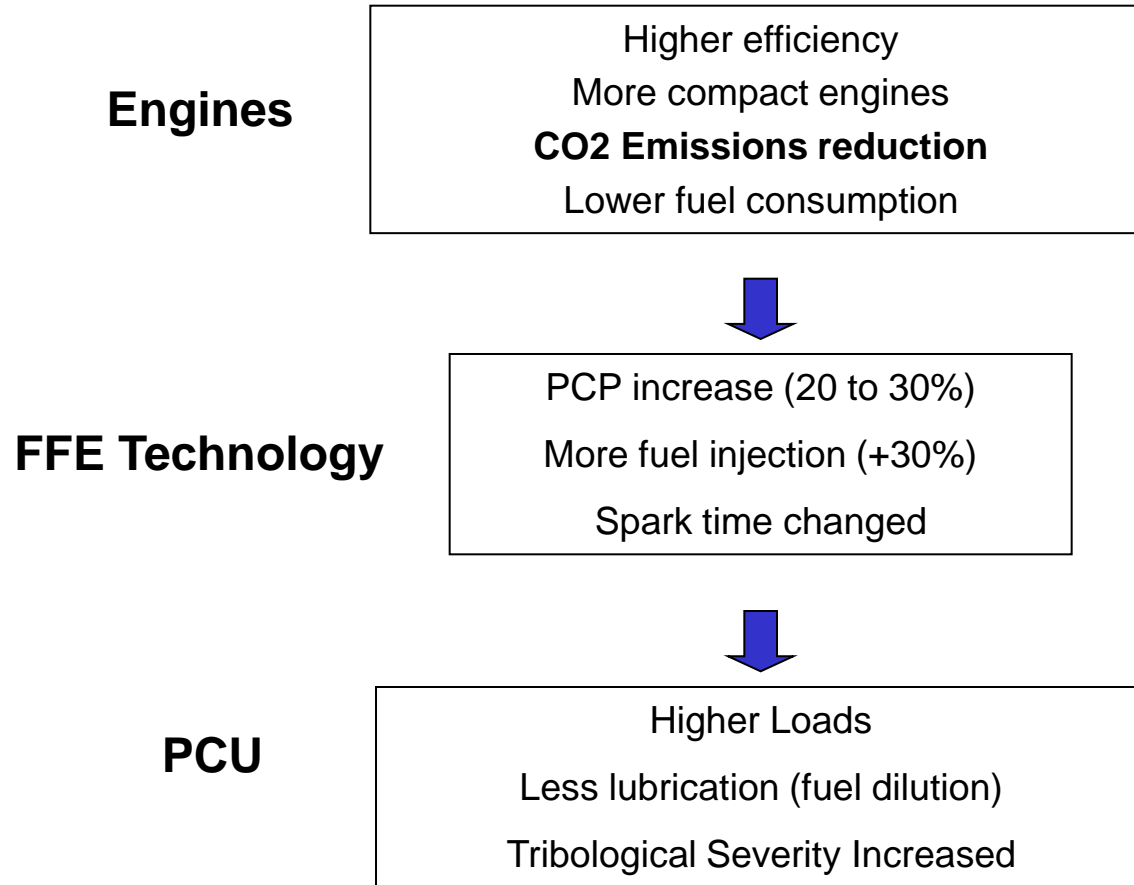 Engines
Higher efficiency
More compact engines
CO2 Emissions reduction
Lower fuel consumption
FFE Technology
PCP increase (20 to 30%)
More fuel injection (+30%)
Spark time changed
PCU
Higher Loads
Less lubrication (fuel dilution)
Tribological Severity Increased